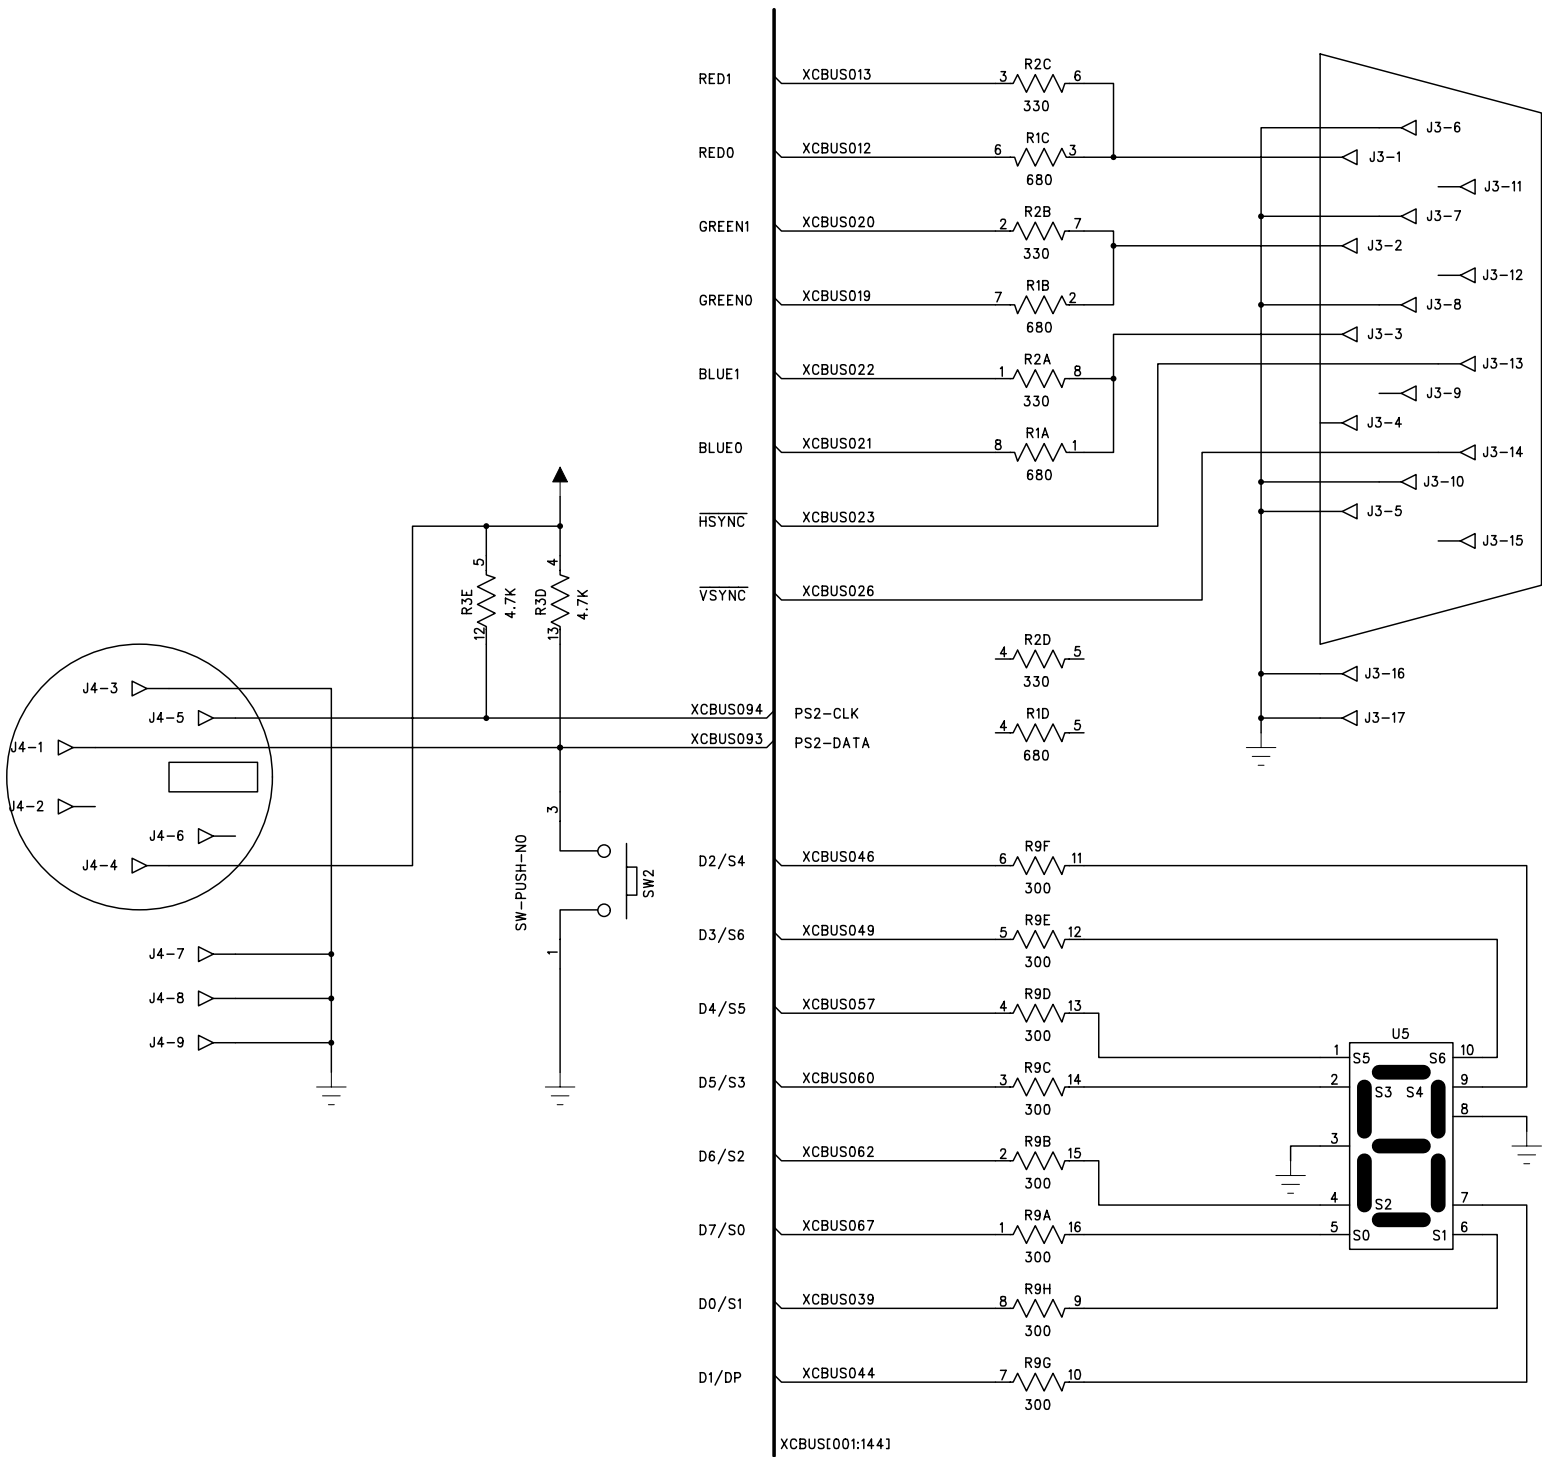 RED1
XCBUS013
3
R2C
6
330
RED0
XCBUS012
6
R1C
3
680
GREEN1
XCBUS020
2
R2B
7
330
GREEN0
XCBUS019
7
R1B
2
680
BLUE1
XCBUS022
1
R2A
8
330
BLUE0
XCBUS021
8
R1A
1
680
HSYNC
XCBUS023
VSYNC
XCBUS026
4
R2D
5
330
4
R1D
5
680
J3-6
J3-1
J3-11
J3-7
J3-2
J3-12
J3-8
J3-3
J3-13
J3-9
J3-4
J3-14
J3-10
J3-5
J3-15
J3-16
J3-17
5
R3E
4.7K
12
4
R3D
4.7K
13
J4-3
J4-5
J4-1
J4-2
J4-6
J4-4
J4-7
J4-8
J4-9
XCBUS094
PS2-CLK
XCBUS093
PS2-DATA
3
SW-PUSH-NO
SW2
1
D2/S4
XCBUS046
6
R9F
11
300
D3/S6
XCBUS049
5
R9E
12
300
D4/S5
XCBUS057
4
R9D
13
300
D5/S3
XCBUS060
3
R9C
14
300
D6/S2
XCBUS062
2
R9B
15
300
D7/S0
XCBUS067
1
R9A
16
300
D0/S1
XCBUS039
8
R9H
9
300
D1/DP
XCBUS044
7
R9G
10
300
U5
1
S5
S6
10
2
S3
S4
9
8
3
4
S2
7
5
S0
S1
6
XCBUS[001:144]